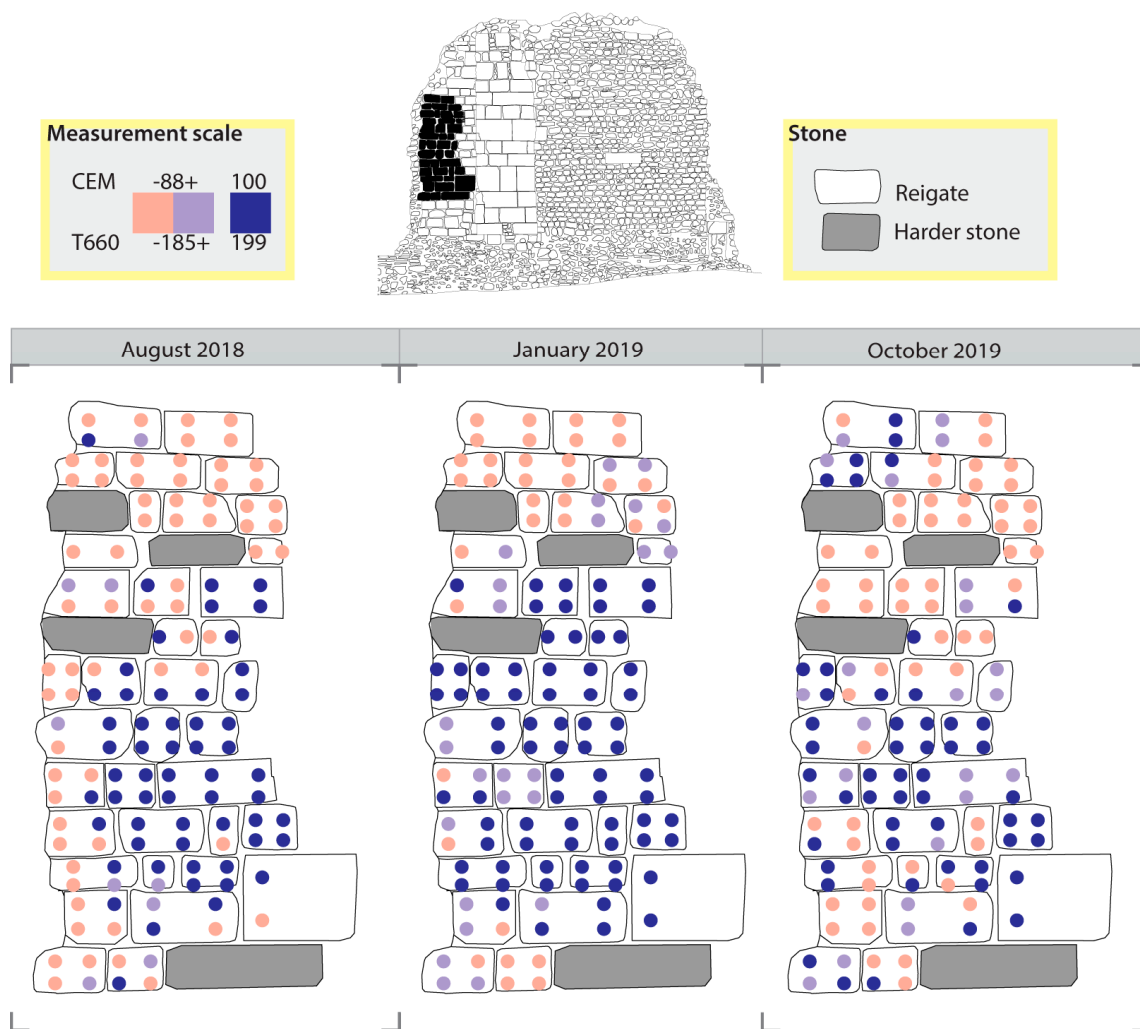 Measurement scale
CEM -88+ 100
T660 -185+ 199
Stone
Reigate
Harder stone
August 2018 January 2019 October 2019